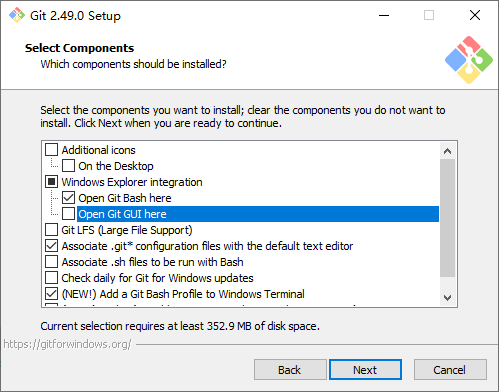 Git 2.49.0 Setup
Select Components
Which components should be installed?
Select the components you want to install; clear the components you do not want to
install. Click Next when you are ready to continue.
Additional icons
On the Desktop
Windows Explorer integration
Open Git Bash here
Open Git GUI here
Git LFS (Large File Support)
Associate .git* configuration files with the default text editor
Associate .sh files to be run with Bash
Check daily for Git for Windows updates
(NEW!) Add a Git Bash Profile to Windows Terminal
Current selection requires at least 352.9 MB of disk space.
https://gitforwindows.org/
Back
Next
Cancel